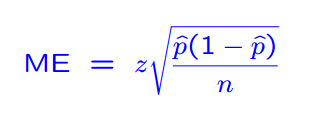 ME = z√(p̂(1 − p̂)/n)